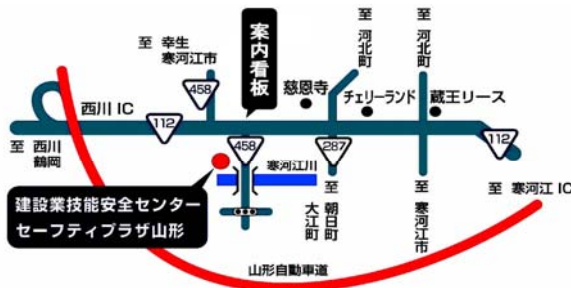 至 幸生
寒河江市
案内看板
至 河北町
至 河北町
458
慈恩寺
チェリーランド
蔵王リース
西川 IC
112
至 西川
鶴岡
458
寒河江川
287
112
至 寒河江 IC
建設業技能安全センター
セーフティプラザ山形
至 朝日町
大江町
至 寒河江市
山形自動車道